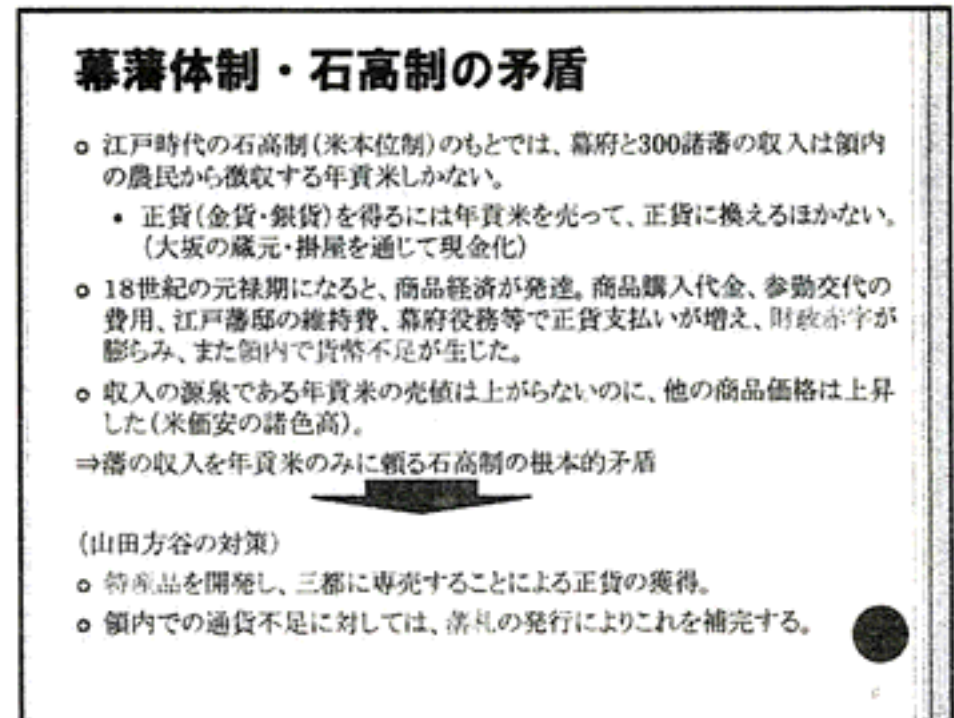 幕藩体制・石高制の矛盾
○ 江戸時代の石高制(米本位制)のもとでは、幕府と300諸藩の収入は領内
の農民から徴収する年貢米しかない。
• 正貨(金貨・銀貨)を得るには年貢米を売って、正貨に換えるほかない。
(大坂の蔵元・掛屋を通じて現金化)
○ 18世紀の元禄期になると、商品経済が発達。商品購入代金、参勤交代の
費用、江戸藩邸の維持費、幕府役務等で正貨支払いが増え、財政赤字が
膨らみ、また領内で貨幣不足が生じた。
○ 収入の源泉である年貢米の売値は上がらないのに、他の商品価格は上昇
した(米価安の諸色高)。
⇒藩の収入を年貢米のみに頼る石高制の根本的矛盾
(山田方谷の対策)
○ 特産品を開発し、三都に専売することによる正貨の獲得。
○ 領内での通貨不足に対しては、藩札の発行によりこれを補完する。